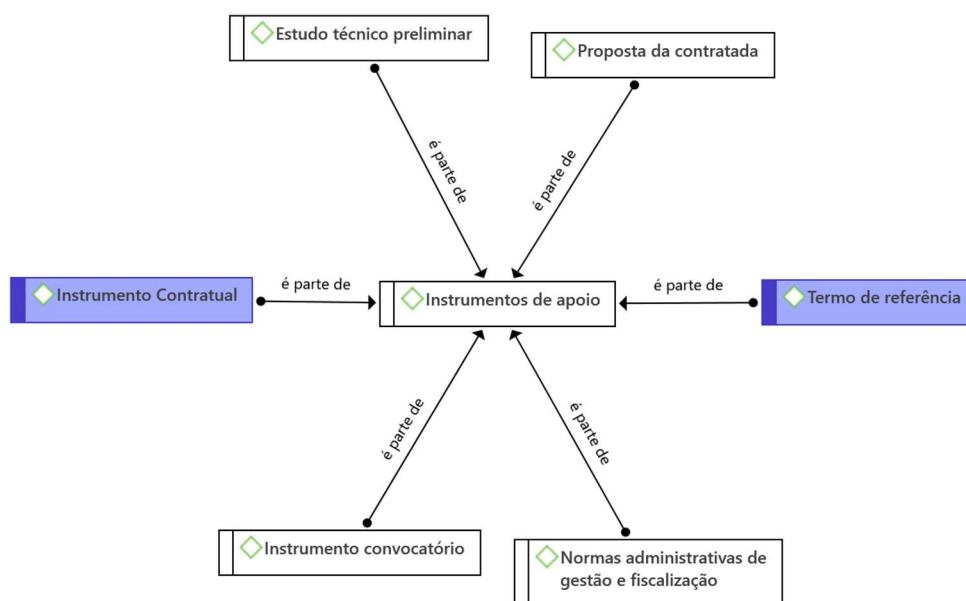 Estudo técnico preliminar
Proposta da contratada
é parte de
é parte de
Instrumento Contratual
é parte de
Instrumentos de apoio
é parte de
Termo de referência
é parte de
é parte de
Instrumento convocatório
Normas administrativas de
gestão e fiscalização